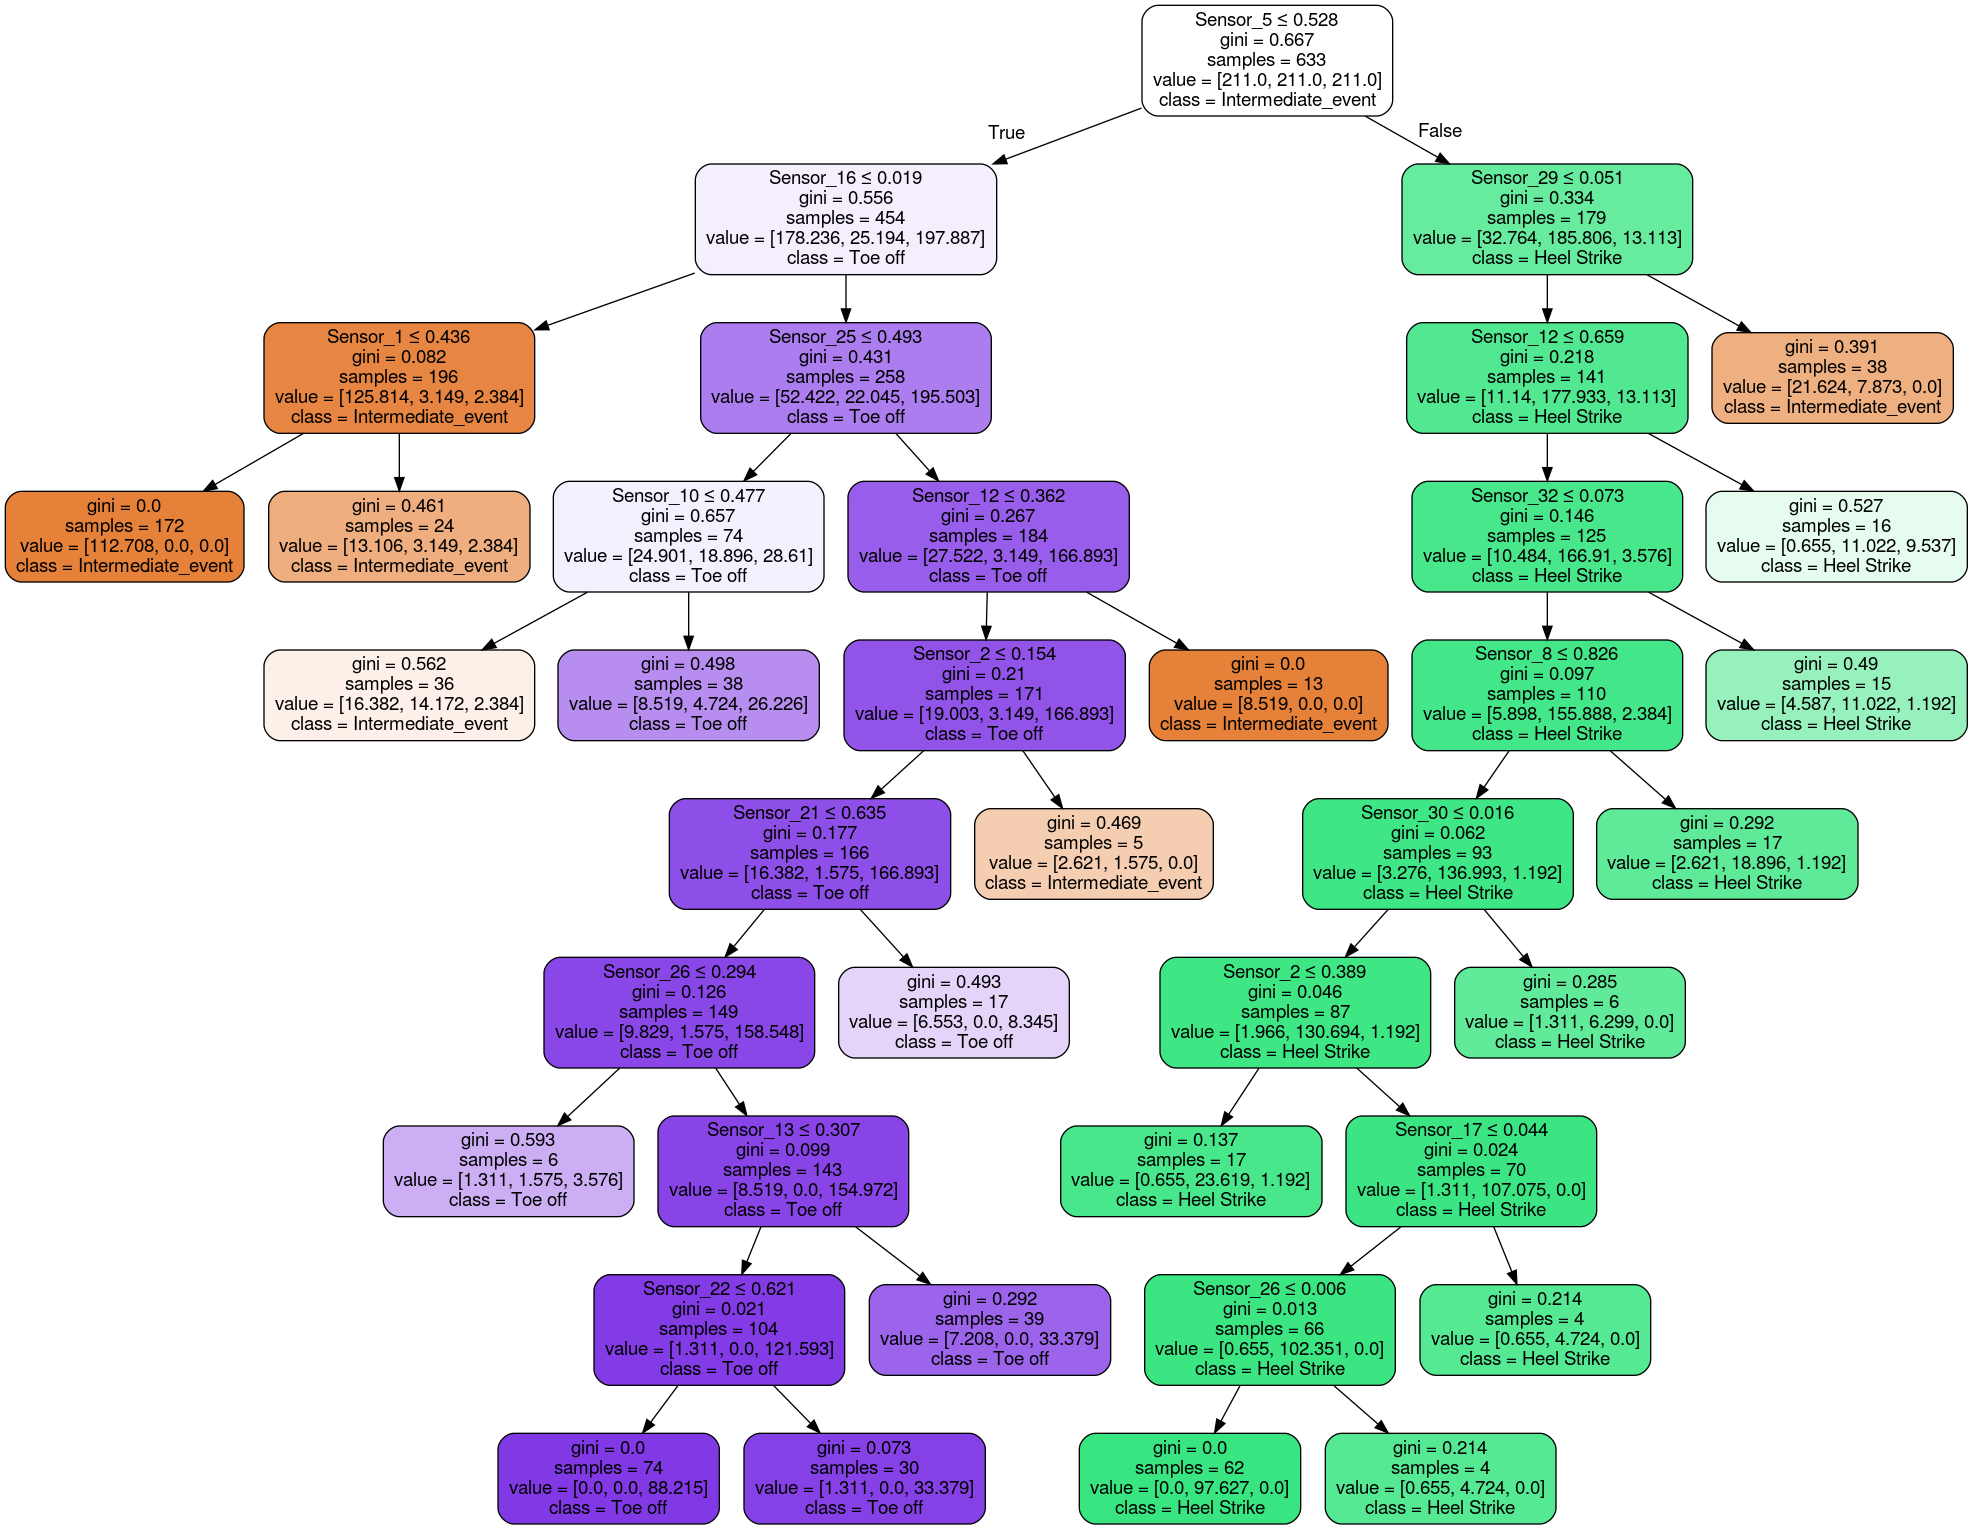 Sensor_5 ≤ 0.528
gini = 0.667
samples = 633
value = [211.0, 211.0, 211.0]
class = Intermediate_event
True
False
Sensor_16 ≤ 0.019
gini = 0.556
samples = 454
value = [178.236, 25.194, 197.887]
class = Toe off
Sensor_29 ≤ 0.051
gini = 0.334
samples = 179
value = [32.764, 185.806, 13.113]
class = Heel Strike
Sensor_1 ≤ 0.436
gini = 0.082
samples = 196
value = [125.814, 3.149, 2.384]
class = Intermediate_event
Sensor_25 ≤ 0.493
gini = 0.431
samples = 258
value = [52.422, 22.045, 195.503]
class = Toe off
Sensor_12 ≤ 0.659
gini = 0.218
samples = 141
value = [11.14, 177.933, 13.113]
class = Heel Strike
gini = 0.391
samples = 38
value = [21.624, 7.873, 0.0]
class = Intermediate_event
gini = 0.0
samples = 172
value = [112.708, 0.0, 0.0]
class = Intermediate_event
gini = 0.461
samples = 24
value = [13.106, 3.149, 2.384]
class = Intermediate_event
Sensor_10 ≤ 0.477
gini = 0.657
samples = 74
value = [24.901, 18.896, 28.61]
class = Toe off
Sensor_12 ≤ 0.362
gini = 0.267
samples = 184
value = [27.522, 3.149, 166.893]
class = Toe off
Sensor_32 ≤ 0.073
gini = 0.146
samples = 125
value = [10.484, 166.91, 3.576]
class = Heel Strike
gini = 0.527
samples = 16
value = [0.655, 11.022, 9.537]
class = Heel Strike
gini = 0.562
samples = 36
value = [16.382, 14.172, 2.384]
class = Intermediate_event
gini = 0.498
samples = 38
value = [8.519, 4.724, 26.226]
class = Toe off
Sensor_2 ≤ 0.154
gini = 0.21
samples = 171
value = [19.003, 3.149, 166.893]
class = Toe off
gini = 0.0
samples = 13
value = [8.519, 0.0, 0.0]
class = Intermediate_event
Sensor_8 ≤ 0.826
gini = 0.097
samples = 110
value = [5.898, 155.888, 2.384]
class = Heel Strike
gini = 0.49
samples = 15
value = [4.587, 11.022, 1.192]
class = Heel Strike
Sensor_21 ≤ 0.635
gini = 0.177
samples = 166
value = [16.382, 1.575, 166.893]
class = Toe off
gini = 0.469
samples = 5
value = [2.621, 1.575, 0.0]
class = Intermediate_event
Sensor_30 ≤ 0.016
gini = 0.062
samples = 93
value = [3.276, 136.993, 1.192]
class = Heel Strike
gini = 0.292
samples = 17
value = [2.621, 18.896, 1.192]
class = Heel Strike
Sensor_26 ≤ 0.294
gini = 0.126
samples = 149
value = [9.829, 1.575, 158.548]
class = Toe off
gini = 0.493
samples = 17
value = [6.553, 0.0, 8.345]
class = Toe off
Sensor_2 ≤ 0.389
gini = 0.046
samples = 87
value = [1.966, 130.694, 1.192]
class = Heel Strike
gini = 0.285
samples = 6
value = [1.311, 6.299, 0.0]
class = Heel Strike
gini = 0.593
samples = 6
value = [1.311, 1.575, 3.576]
class = Toe off
Sensor_13 ≤ 0.307
gini = 0.099
samples = 143
value = [8.519, 0.0, 154.972]
class = Toe off
gini = 0.137
samples = 17
value = [0.655, 23.619, 1.192]
class = Heel Strike
Sensor_17 ≤ 0.044
gini = 0.024
samples = 70
value = [1.311, 107.075, 0.0]
class = Heel Strike
Sensor_22 ≤ 0.621
gini = 0.021
samples = 104
value = [1.311, 0.0, 121.593]
class = Toe off
gini = 0.292
samples = 39
value = [7.208, 0.0, 33.379]
class = Toe off
Sensor_26 ≤ 0.006
gini = 0.013
samples = 66
value = [0.655, 102.351, 0.0]
class = Heel Strike
gini = 0.214
samples = 4
value = [0.655, 4.724, 0.0]
class = Heel Strike
gini = 0.0
samples = 74
value = [0.0, 0.0, 88.215]
class = Toe off
gini = 0.073
samples = 30
value = [1.311, 0.0, 33.379]
class = Toe off
gini = 0.0
samples = 62
value = [0.0, 97.627, 0.0]
class = Heel Strike
gini = 0.214
samples = 4
value = [0.655, 4.724, 0.0]
class = Heel Strike